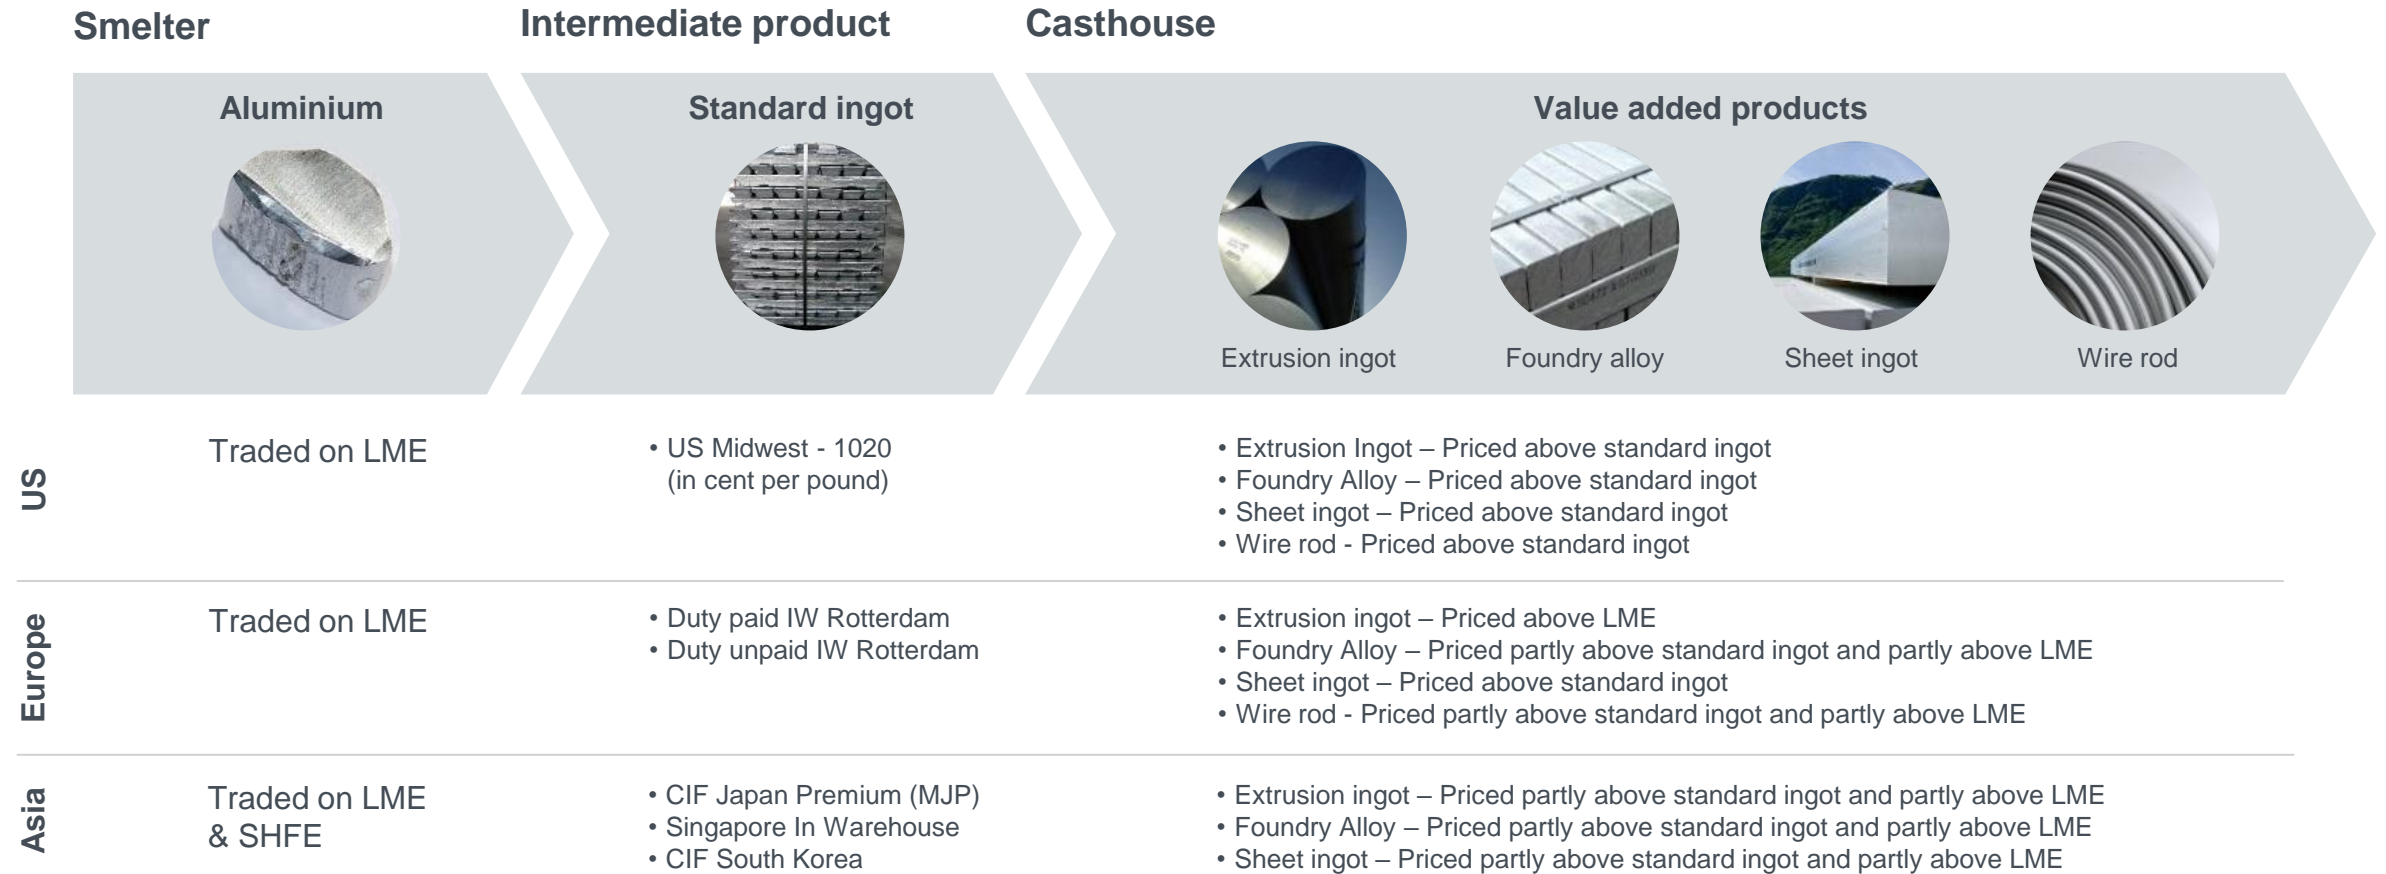 Smelter
Intermediate product
Casthouse
Aluminium
Standard ingot
Value added products
Extrusion ingot
Foundry alloy
Sheet ingot
Wire rod
US
Traded on LME
• US Midwest - 1020
(in cent per pound)
• Extrusion Ingot – Priced above standard ingot
• Foundry Alloy – Priced above standard ingot
• Sheet ingot – Priced above standard ingot
• Wire rod - Priced above standard ingot
Europe
Traded on LME
• Duty paid IW Rotterdam
• Duty unpaid IW Rotterdam
• Extrusion ingot – Priced above LME
• Foundry Alloy – Priced partly above standard ingot and partly above LME
• Sheet ingot – Priced above standard ingot
• Wire rod - Priced partly above standard ingot and partly above LME
Asia
Traded on LME
& SHFE
• CIF Japan Premium (MJP)
• Singapore In Warehouse
• CIF South Korea
• Extrusion ingot – Priced partly above standard ingot and partly above LME
• Foundry Alloy – Priced partly above standard ingot and partly above LME
• Sheet ingot – Priced partly above standard ingot and partly above LME